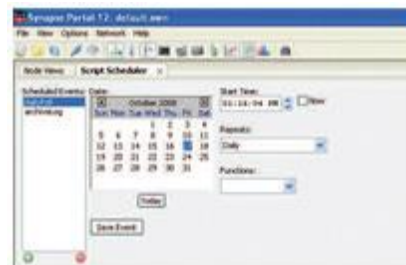 Synapse Portal 12: default.swn
File View Options Network Help
Node Views Script Scheduler
Scheduled Events:
archiveLog
Date:
October 2008
Sun Mon Tue Wed Thu Fri Sat
1 2 3 4
5 6 7 8 9 10 11
12 13 14 15 16 17 18
19 20 21 22 23 24 25
26 27 28 29 30 31
Today
Save Event
Start Time:
Now
Repeats:
Daily
Functions: